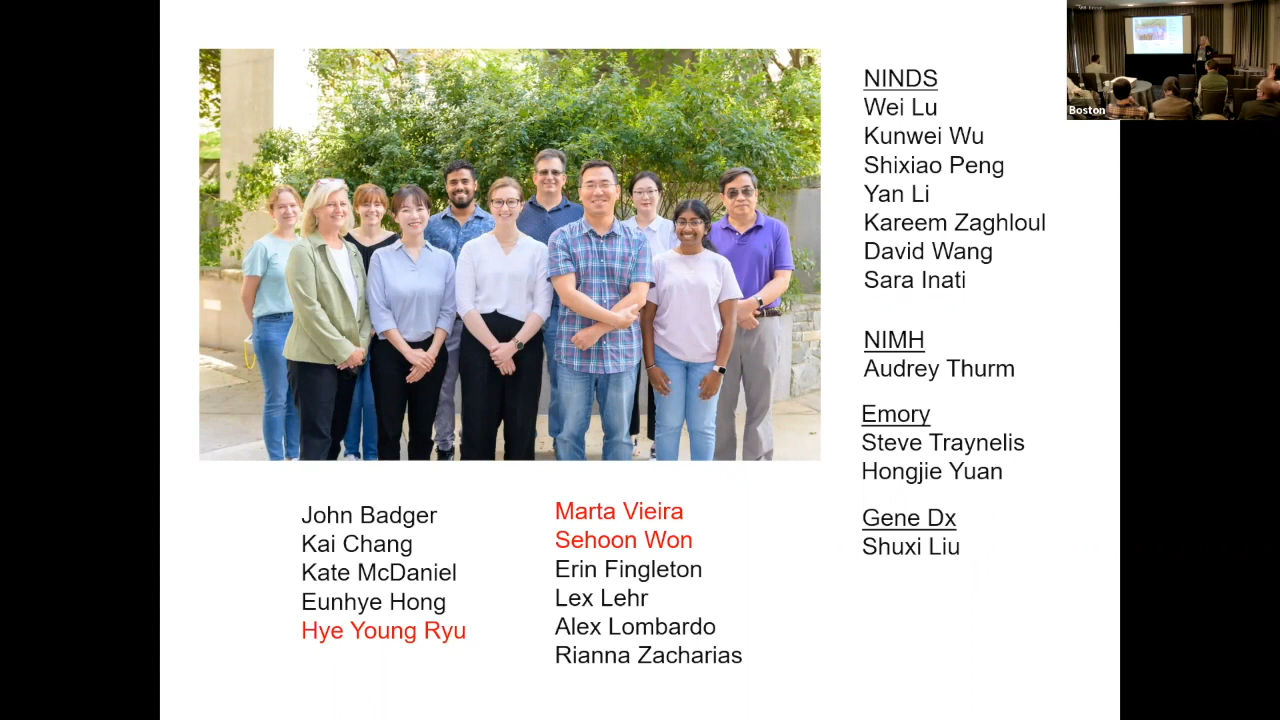 NINDS
Wei Lu
Kunwei Wu
Shixiao Peng
Yan Li
Kareem Zaghloul
David Wang
Sara Inati
NIMH
Audrey Thurm
Emory
Steve Traynelis
Hongjie Yuan
Gene Dx
Shuxi Liu
John Badger
Kai Chang
Kate McDaniel
Eunhye Hong
Hye Young Ryu
Marta Vieira
Sehoon Won
Erin Fingleton
Lex Lehr
Alex Lombardo
Rianna Zacharias
Boston